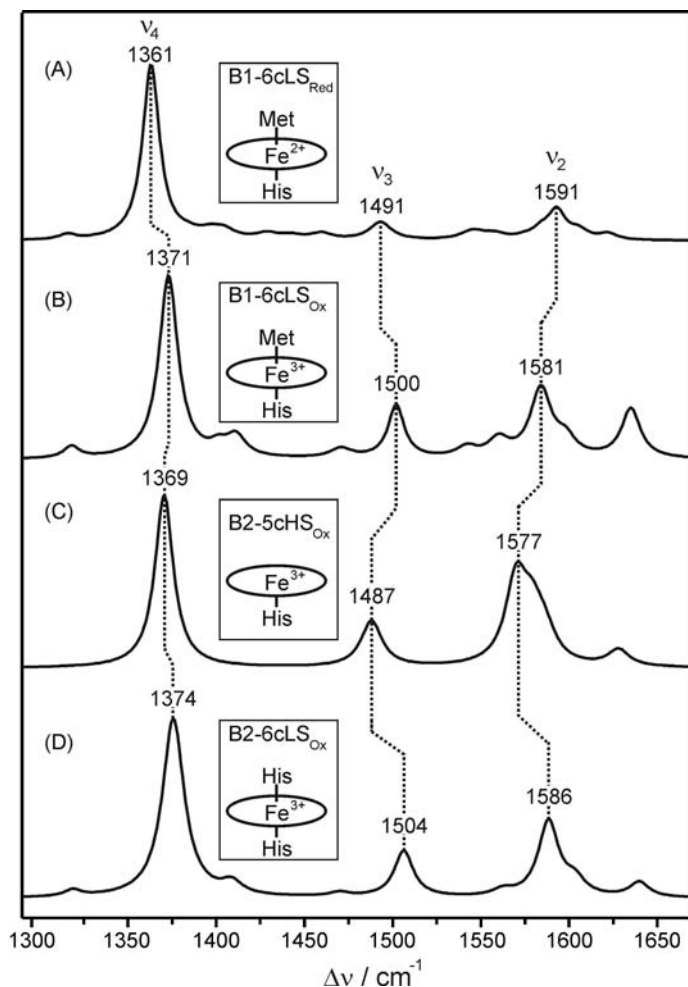 ν4
1361
(A)
B1-6cLSRed
Met
Fe2+
His
ν3
1491
ν2
1591
1371
(B)
B1-6cLSOx
Met
Fe3+
His
1500
1581
1369
(C)
B2-5cHSOx
Fe3+
His
1487
1577
1374
(D)
B2-6cLSOx
His
Fe3+
His
1504
1586
1300 1350 1400 1450 1500 1550 1600 1650
Δν / cm-1